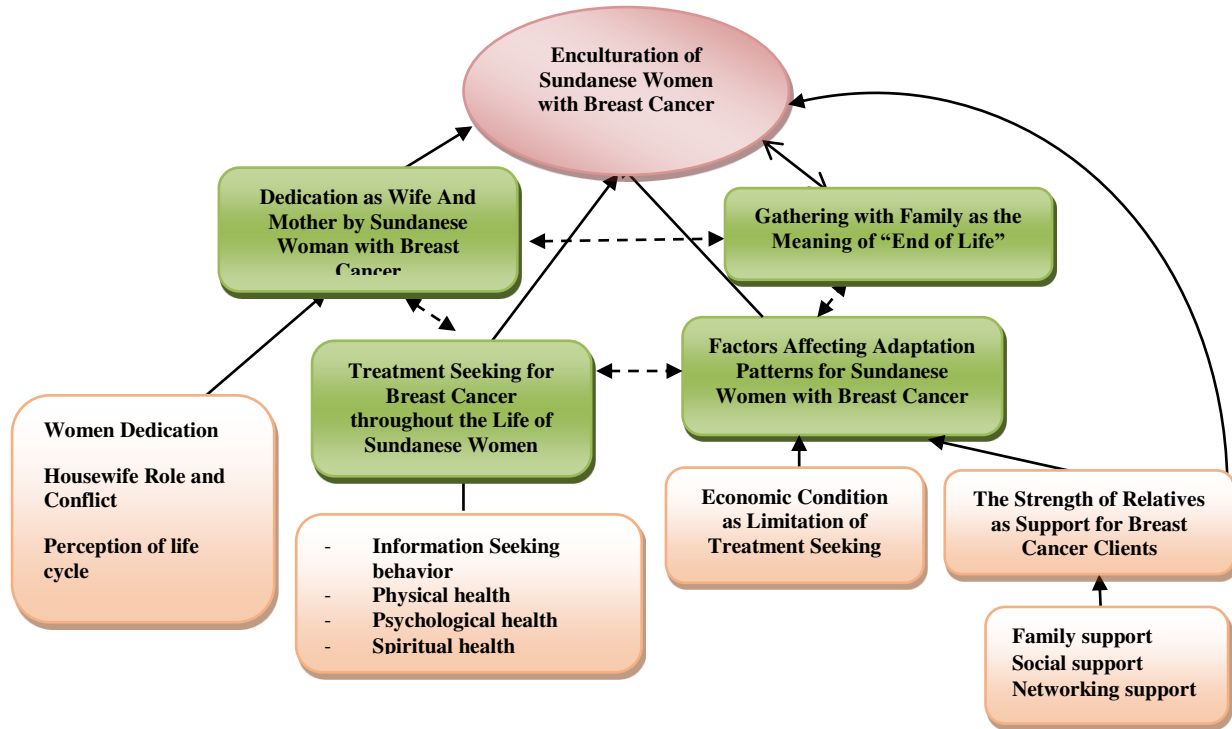 Enculturation of
Sundanese Women
with Breast Cancer
Dedication as Wife And
Mother by Sundanese
Woman with Breast
Cancer
Gathering with Family as the
Meaning of “End of Life”
Treatment Seeking for
Breast Cancer
throughout the Life of
Sundanese Women
Factors Affecting Adaptation
Patterns for Sundanese
Women with Breast Cancer
Women Dedication
Housewife Role and
Conflict
Perception of life
cycle
- Information Seeking
behavior
- Physical health
- Psychological health
- Spiritual health
Economic Condition
as Limitation of
Treatment Seeking
The Strength of Relatives
as Support for Breast
Cancer Clients
Family support
Social support
Networking support